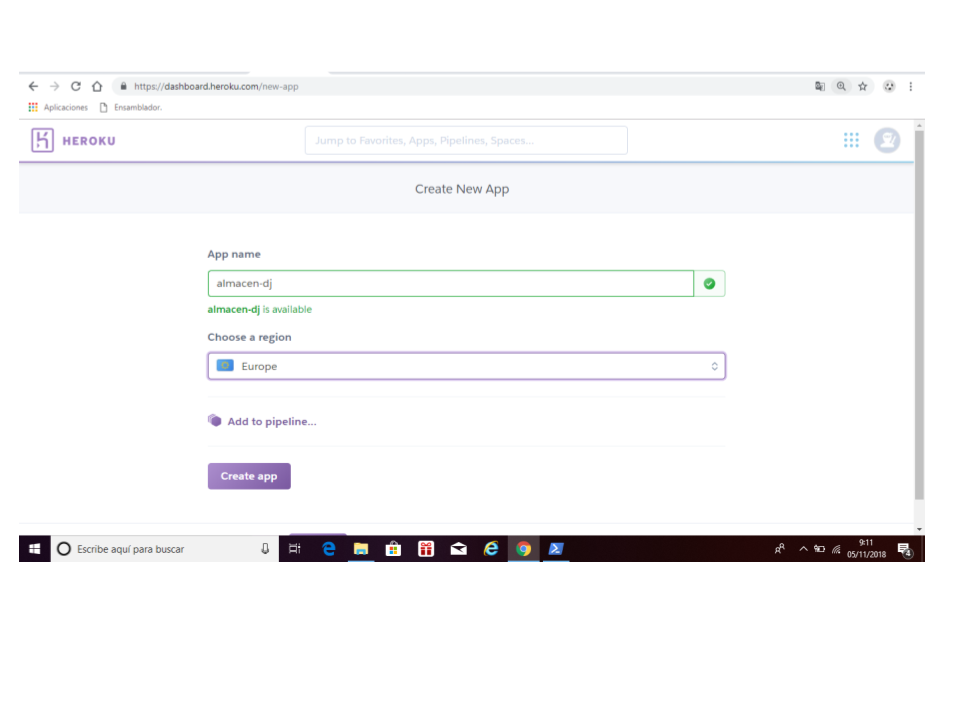 https://dashboard.heroku.com/new-app
Aplicaciones Ensamblador.
HEROKU
Jump to Favorites, Apps, Pipelines, Spaces...
Create New App
App name
almacen-dj
almacen-dj is available
Choose a region
Europe
Add to pipeline...
Create app
Escribe aquí para buscar
9:11
05/11/2018
4